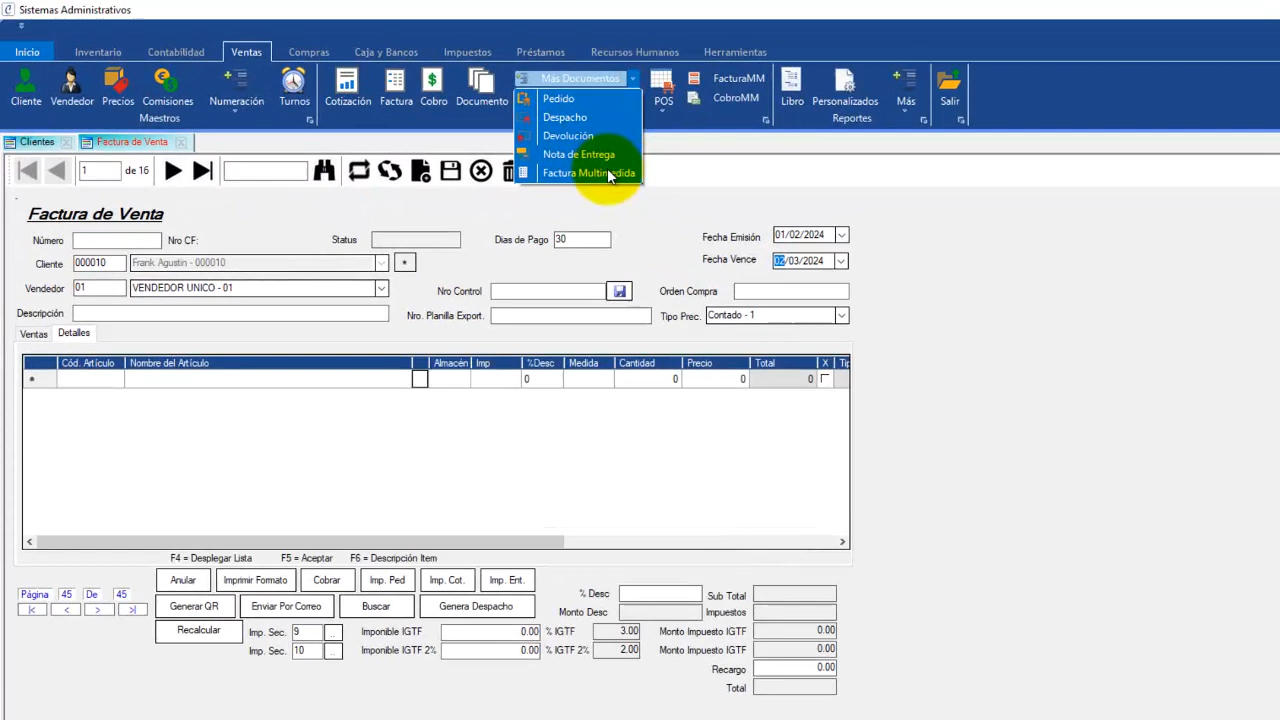 Sistemas Administrativos
Inicio Inventario Contabilidad Ventas Compras Caja y Bancos Impuestos Préstamos Recursos Humanos Herramientas
Cliente Vendedor Precios Comisiones Numeración Turnos Cotización Factura Cobro Documento Más Documentos POS FacturaMM CobroMM Libro Personalizados Más Salir
Maestros Reportes
Pedido
Despacho
Devolución
Nota de Entrega
Factura Multimedida
Clientes Factura de Venta
1 de 16
Factura de Venta
Número Nro CF: Status Dias de Pago 30 Fecha Emisión 01/02/2024
Cliente 000010 Frank Agustin - 000010 * Fecha Vence 02/03/2024
Vendedor 01 VENDEDOR UNICO - 01 Nro Control Orden Compra
Descripción Nro. Planilla Export. Tipo Prec. Contado - 1
Ventas Detalles
Cód. Artículo Nombre del Artículo Almacén Imp %Desc Medida Cantidad Precio Total X Tip
* 0 0 0 0
F4 = Desplegar Lista F5 = Aceptar F6 = Descripción Item
Anular Imprimir Formato Cobrar Imp. Ped Imp. Cot. Imp. Ent. % Desc Sub Total
Página 45 De 45
|< < > >|
Generar QR Enviar Por Correo Buscar Genera Despacho Monto Desc Impuestos
Recalcular Imp. Sec. 9 .. Imponible IGTF 0.00 % IGTF 3.00 Monto Impuesto IGTF 0.00
Imp. Sec. 10 .. Imponible IGTF 2% 0.00 % IGTF 2% 2.00 Monto Impuesto IGTF 0.00
Recargo 0.00
Total